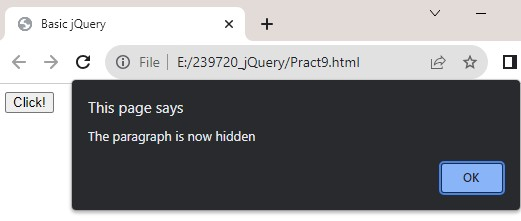 Basic jQuery
File | E:/239720_jQuery/Pract9.html
Click!
This page says
The paragraph is now hidden
OK